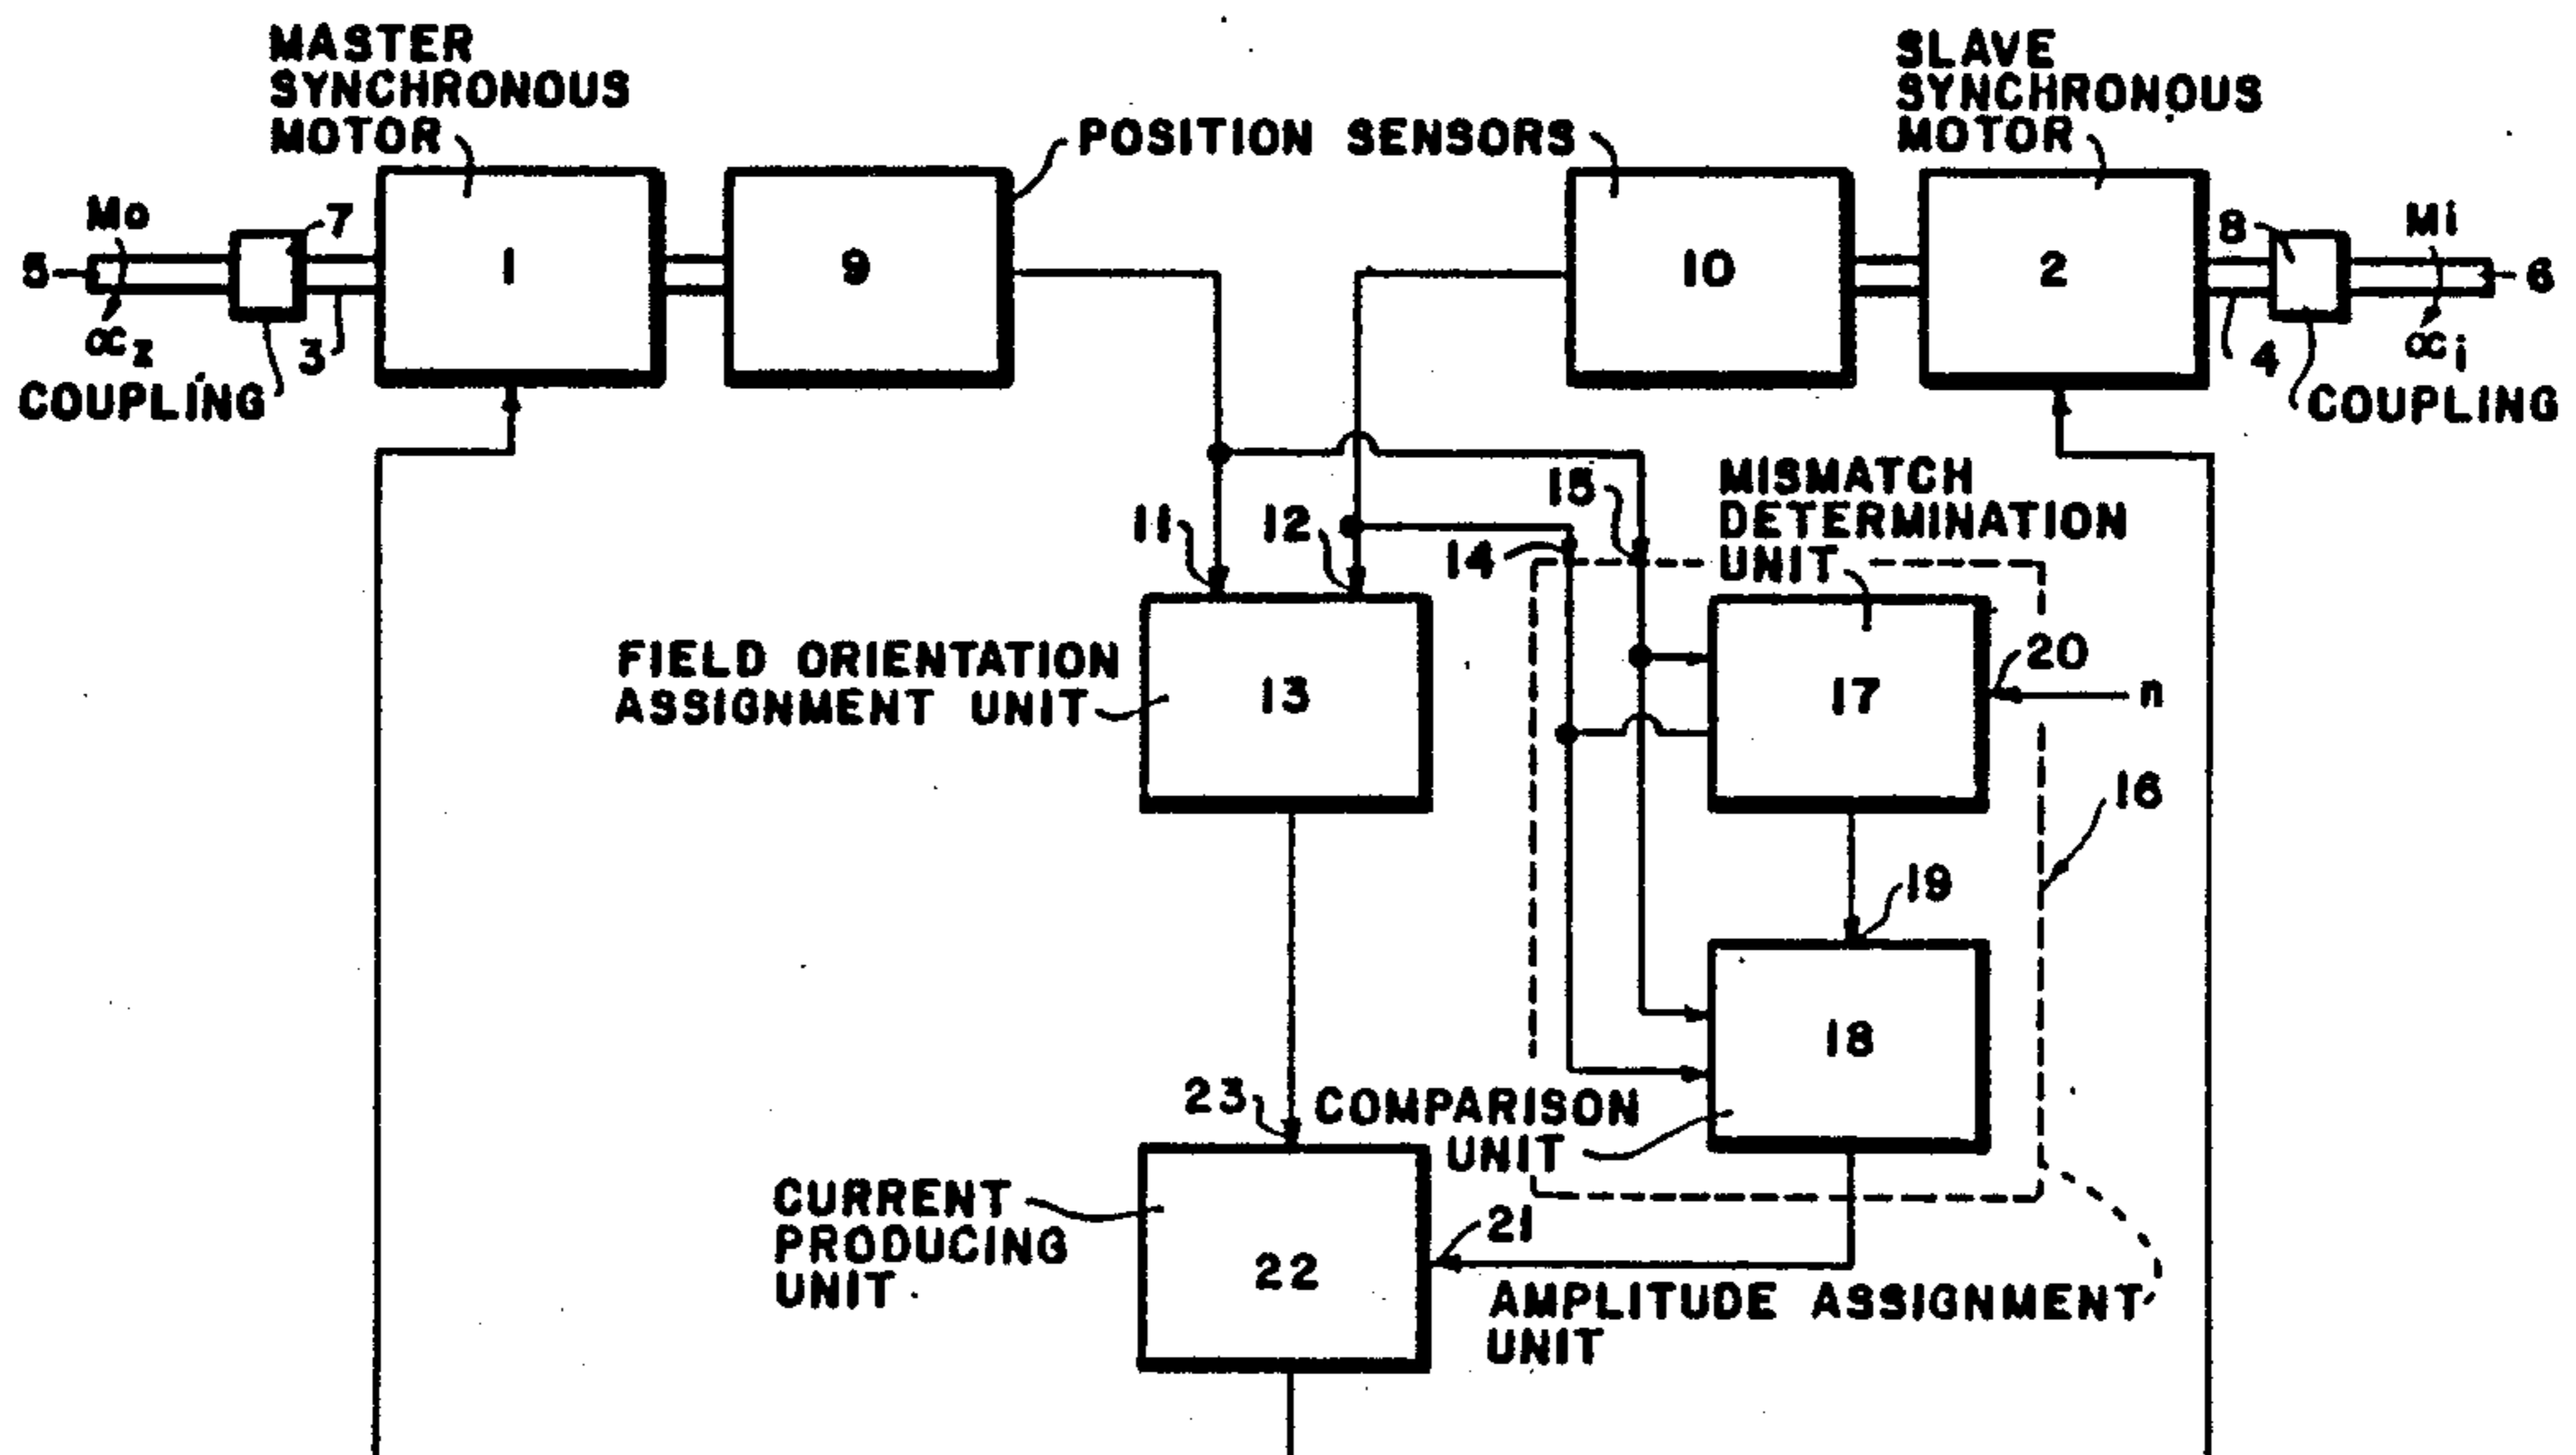 MASTER
SYNCHRONOUS
MOTOR
SLAVE
SYNCHRONOUS
MOTOR
POSITION SENSORS
Mo
7
5
1
9
10
2
8
Mi
6
∝z
3
4
∝i
COUPLING
COUPLING
15
MISMATCH
DETERMINATION
UNIT
11
12
14
FIELD ORIENTATION
ASSIGNMENT UNIT
13
17
20
n
16
19
18
23
COMPARISON
UNIT
CURRENT
PRODUCING
UNIT
22
21
AMPLITUDE ASSIGNMENT
UNIT